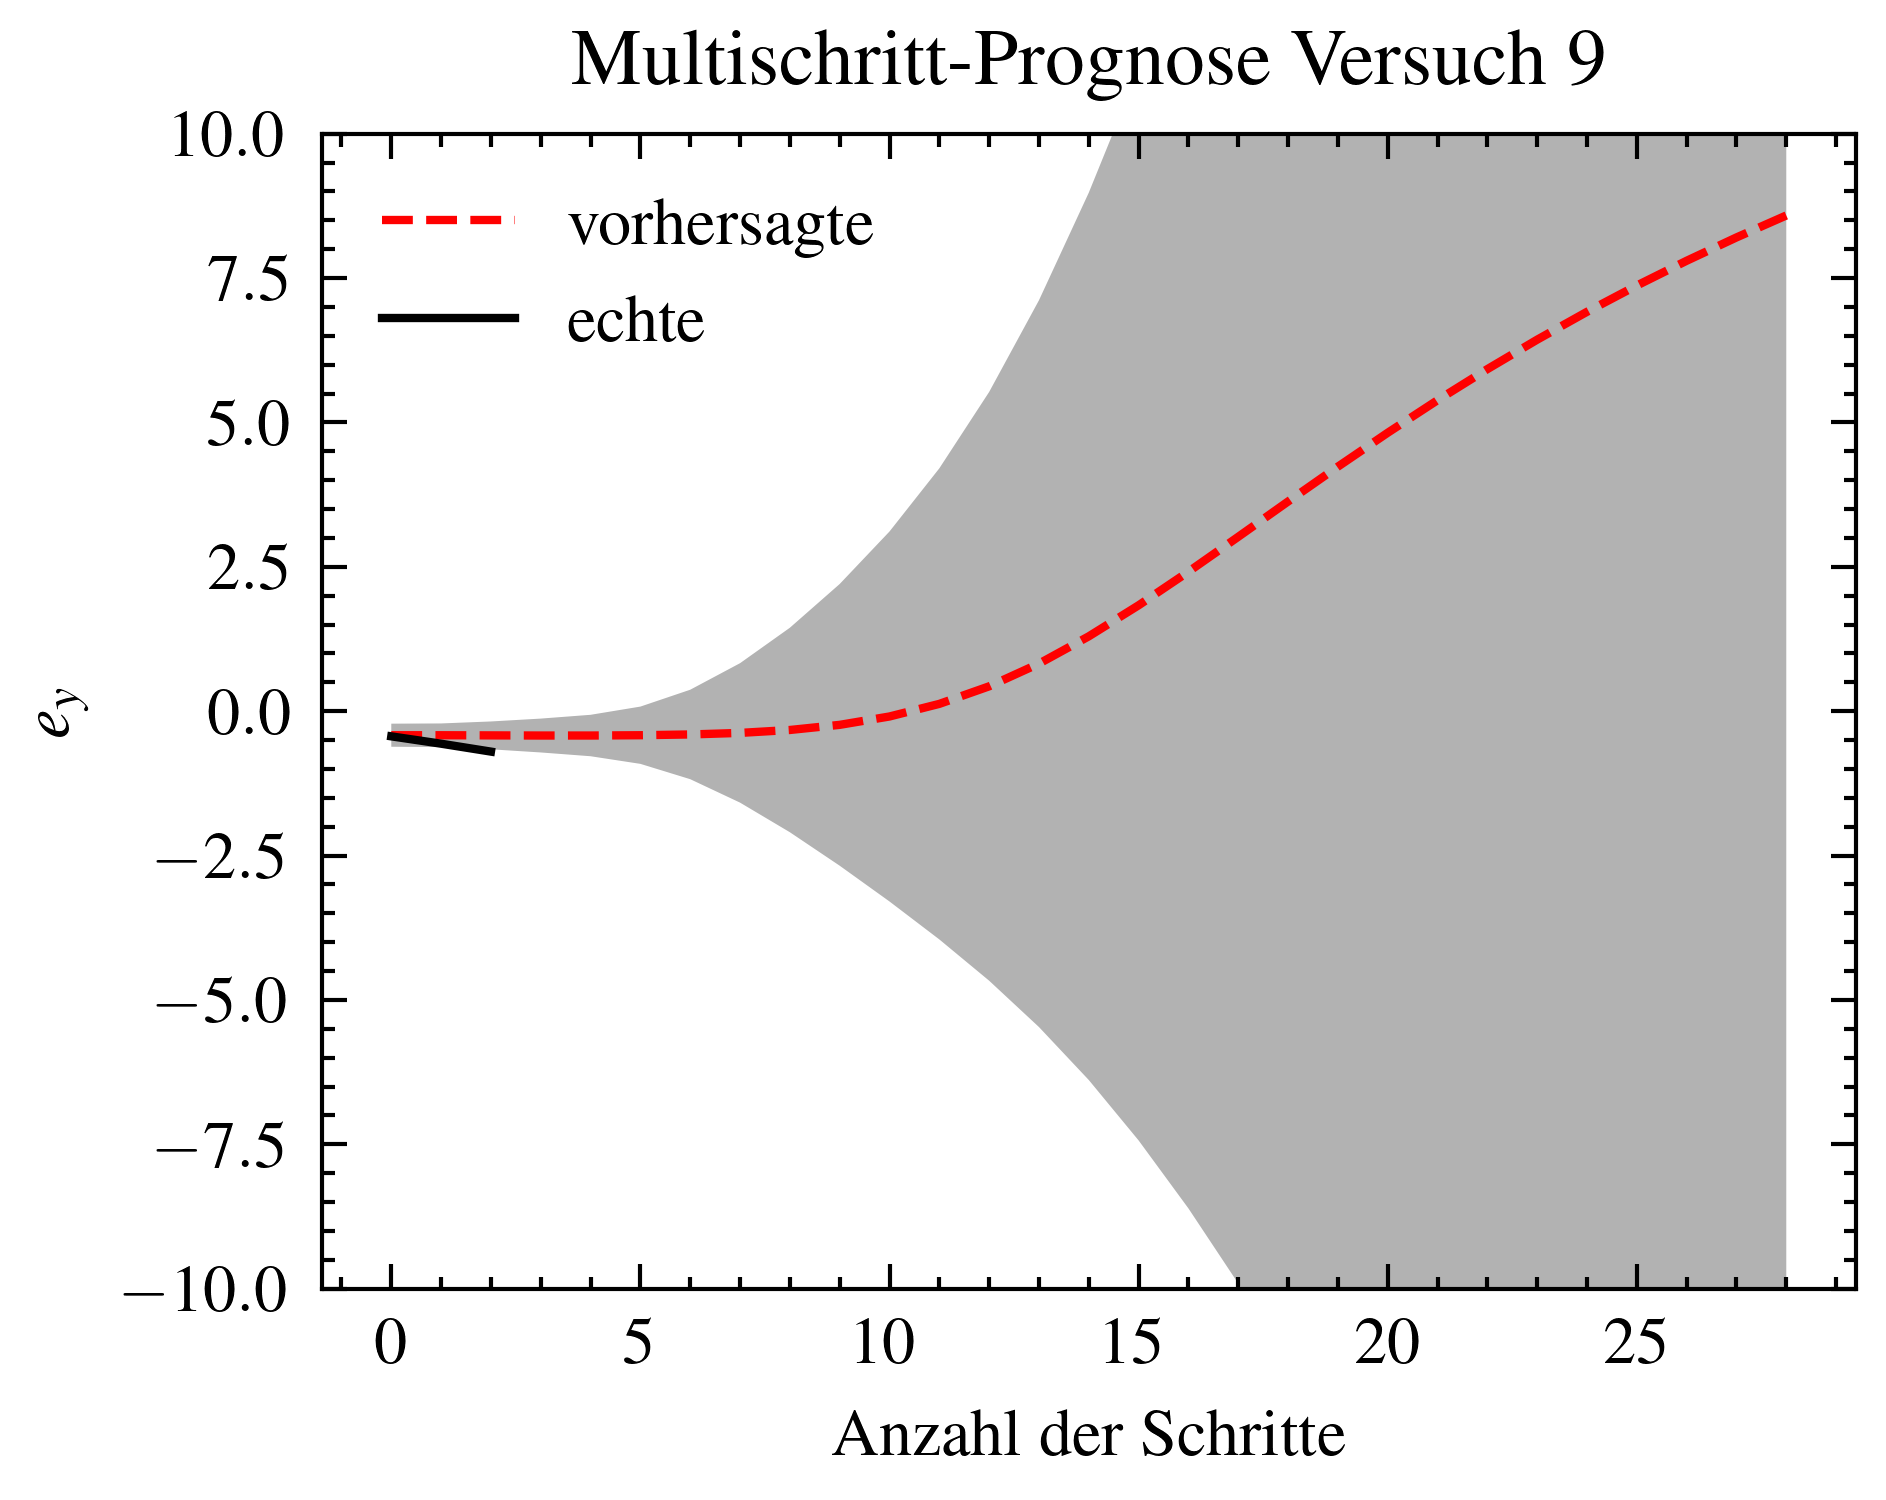 Multischritt-Prognose Versuch 9
10.0
7.5
5.0
2.5
0.0
−2.5
−5.0
−7.5
−10.0
vorhersagte
echte
e_y
0 5 10 15 20 25
Anzahl der Schritte